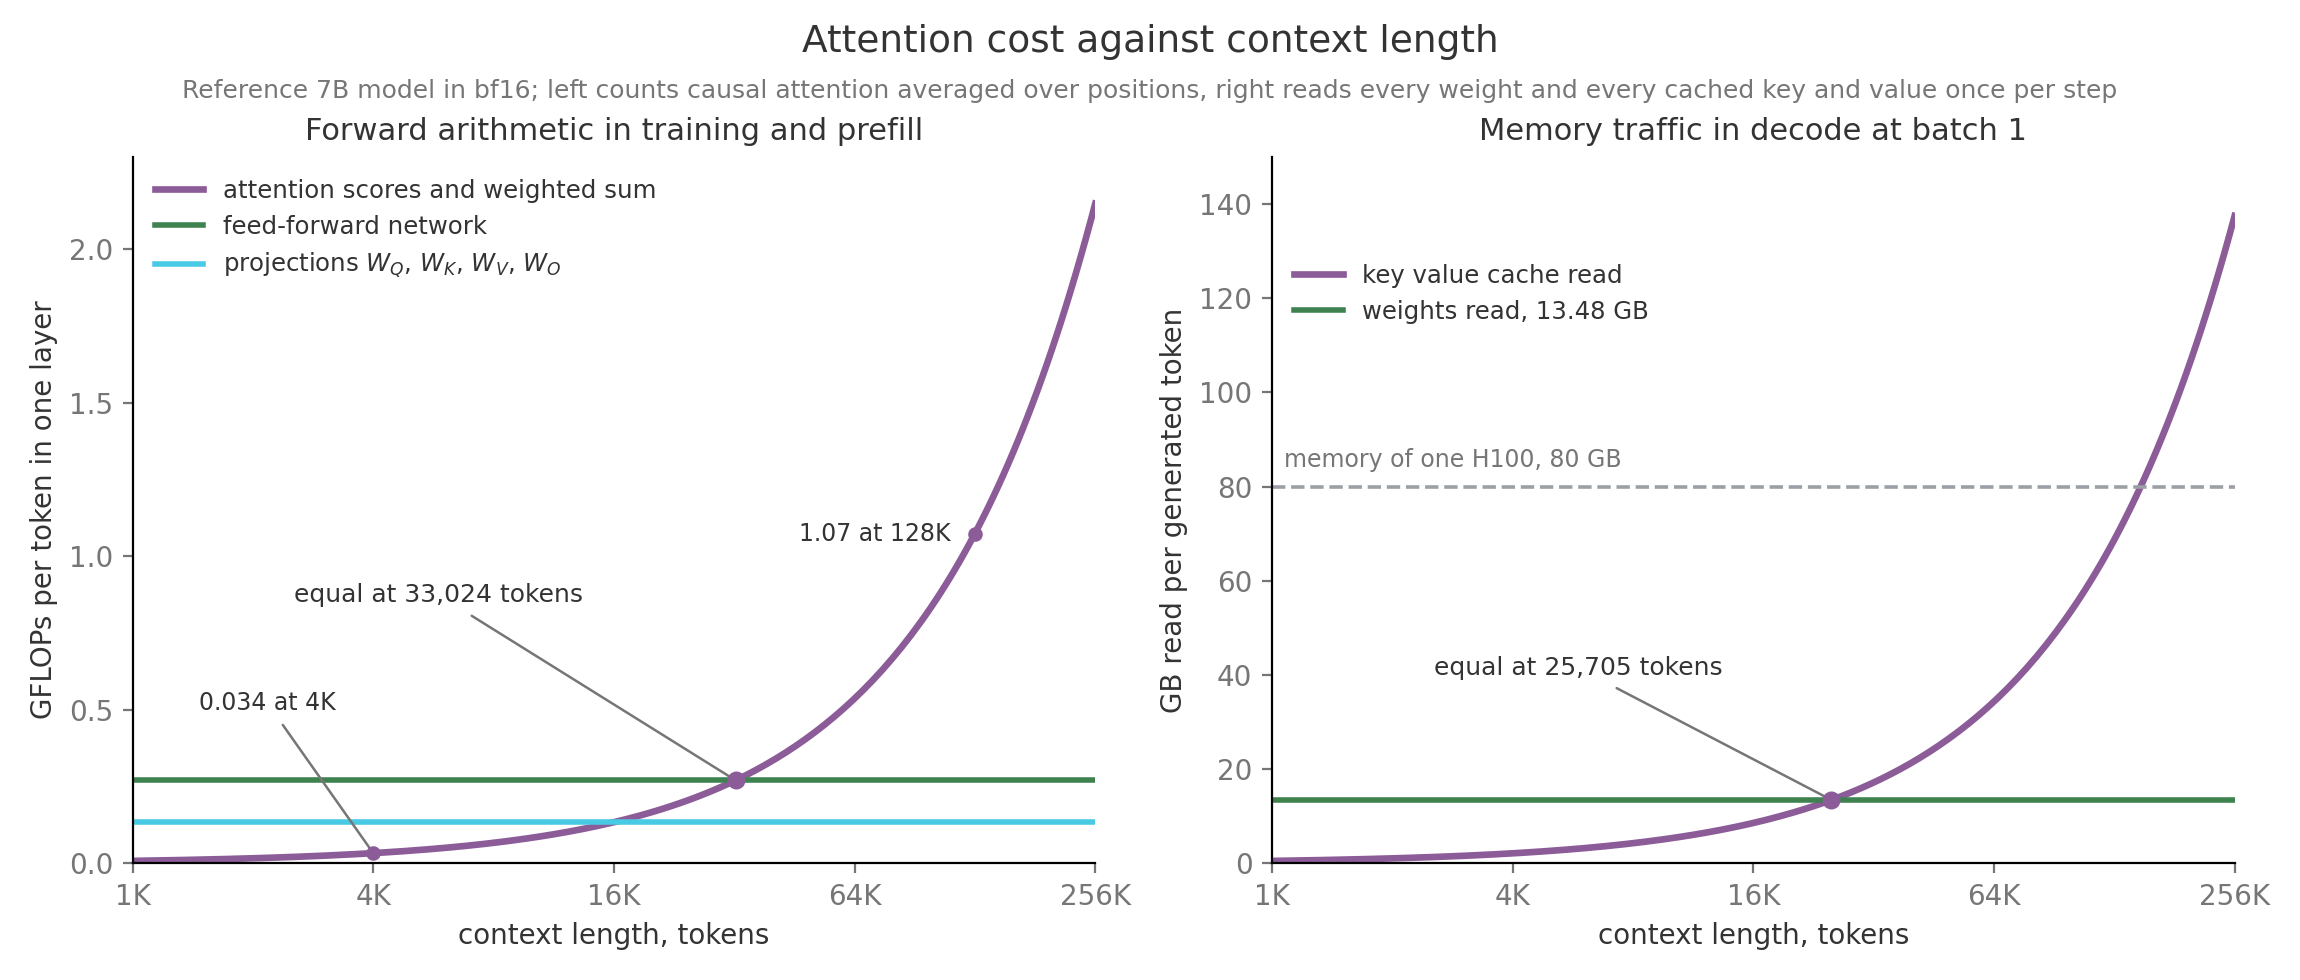 Attention cost against context length
Reference 7B model in bf16; left counts causal attention averaged over positions, right reads every weight and every cached key and value once per step
Forward arithmetic in training and prefill
GFLOPs per token in one layer
2.0
1.5
1.0
0.5
0.0
attention scores and weighted sum
feed-forward network
projections W_Q, W_K, W_V, W_O
1.07 at 128K
equal at 33,024 tokens
0.034 at 4K
1K 4K 16K 64K 256K
context length, tokens
Memory traffic in decode at batch 1
GB read per generated token
140
120
100
80
60
40
20
0
key value cache read
weights read, 13.48 GB
memory of one H100, 80 GB
equal at 25,705 tokens
1K 4K 16K 64K 256K
context length, tokens